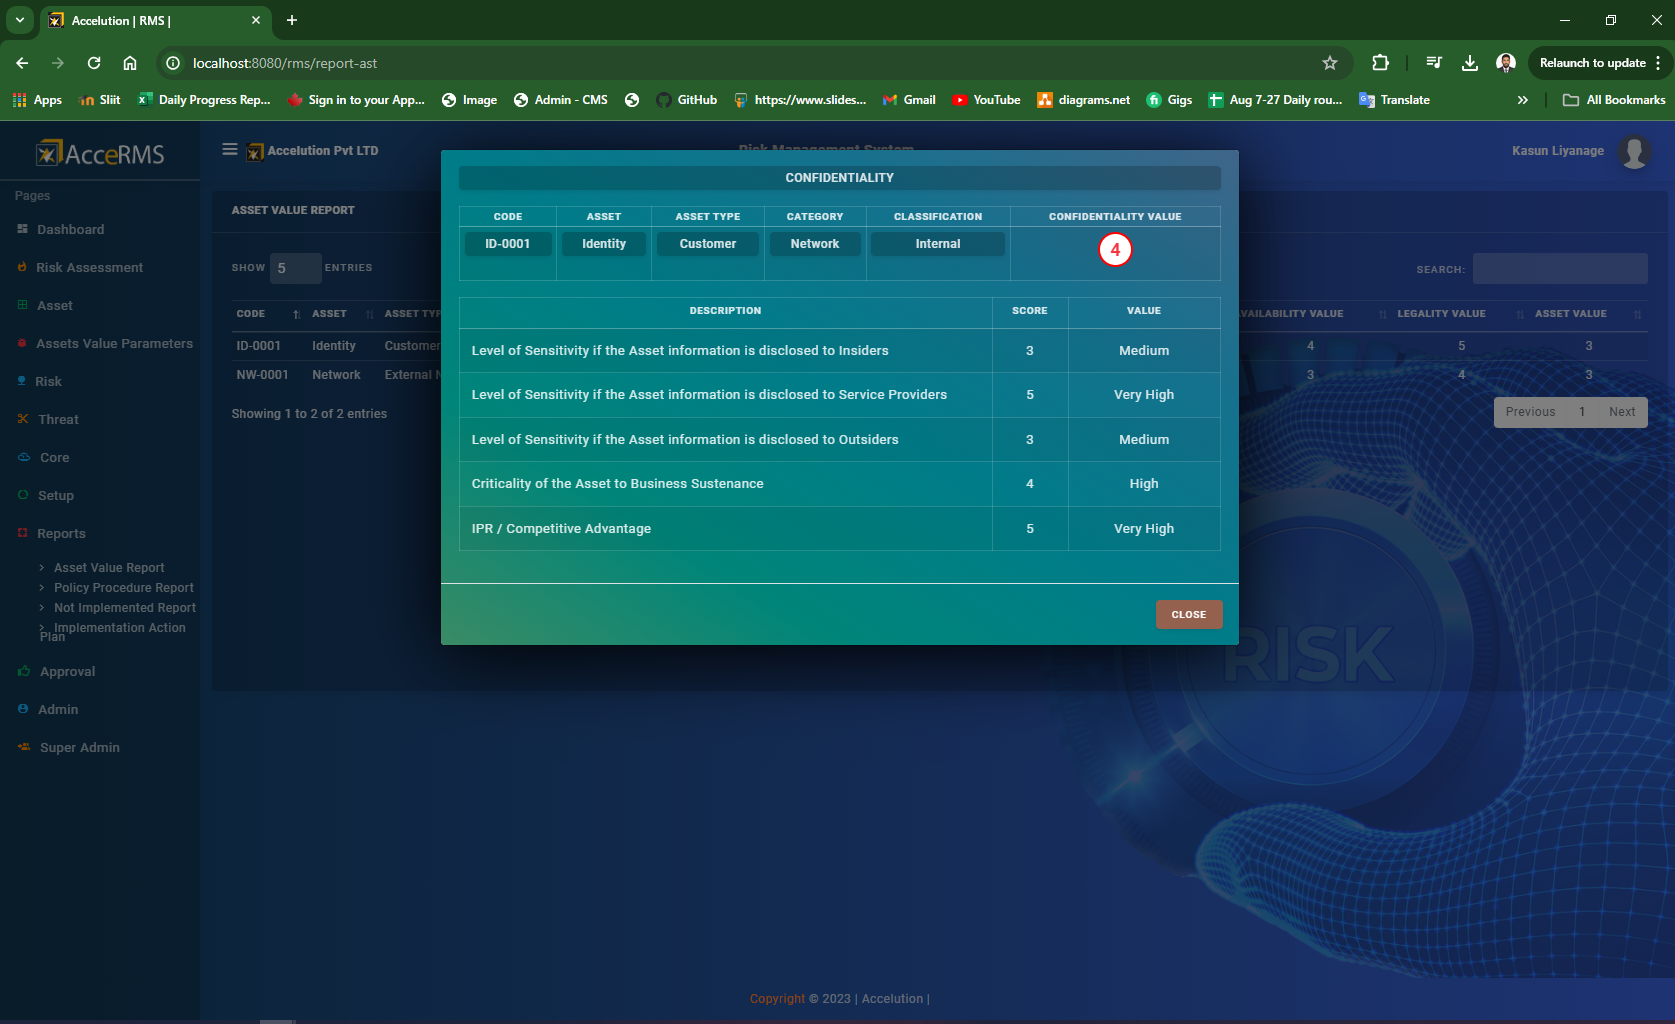 Accelution | RMS |
localhost:8080/rms/report-ast
Relaunch to update
Apps
Sliit
Daily Progress Rep...
Sign in to your App...
Image
Admin - CMS
GitHub
https://www.slides...
Gmail
YouTube
diagrams.net
Gigs
Aug 7-27 Daily rou...
Translate
All Bookmarks
AcceRMS
Accelution Pvt LTD
Risk Management System
Kasun Liyanage
Pages
Dashboard
Risk Assessment
Asset
Assets Value Parameters
Risk
Threat
Core
Setup
Reports
Asset Value Report
Policy Procedure Report
Not Implemented Report
Implementation Action
Plan
Approval
Admin
Super Admin
ASSET VALUE REPORT
SHOW 5 ENTRIES
SEARCH:
CODE ASSET ASSET TYP VAILABILITY VALUE LEGALITY VALUE ASSET VALUE
ID-0001 Identity Customer 4 5 3
NW-0001 Network External N 3 4 3
Showing 1 to 2 of 2 entries
Previous 1 Next
CONFIDENTIALITY
CODE ASSET ASSET TYPE CATEGORY CLASSIFICATION CONFIDENTIALITY VALUE
ID-0001 Identity Customer Network Internal 4
DESCRIPTION SCORE VALUE
Level of Sensitivity if the Asset information is disclosed to Insiders 3 Medium
Level of Sensitivity if the Asset information is disclosed to Service Providers 5 Very High
Level of Sensitivity if the Asset information is disclosed to Outsiders 3 Medium
Criticality of the Asset to Business Sustenance 4 High
IPR / Competitive Advantage 5 Very High
CLOSE
RISK
Copyright © 2023 | Accelution |